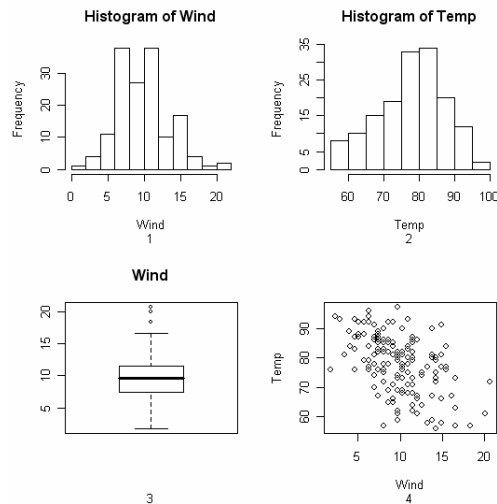 Histogram of Wind
Frequency
0 10 20 30
0 5 10 15 20
Wind
1
Histogram of Temp
Frequency
5 15 25 35
60 70 80 90 100
Temp
2
Wind
5 10 15 20
3
Temp
60 70 80 90
5 10 15 20
Wind
4